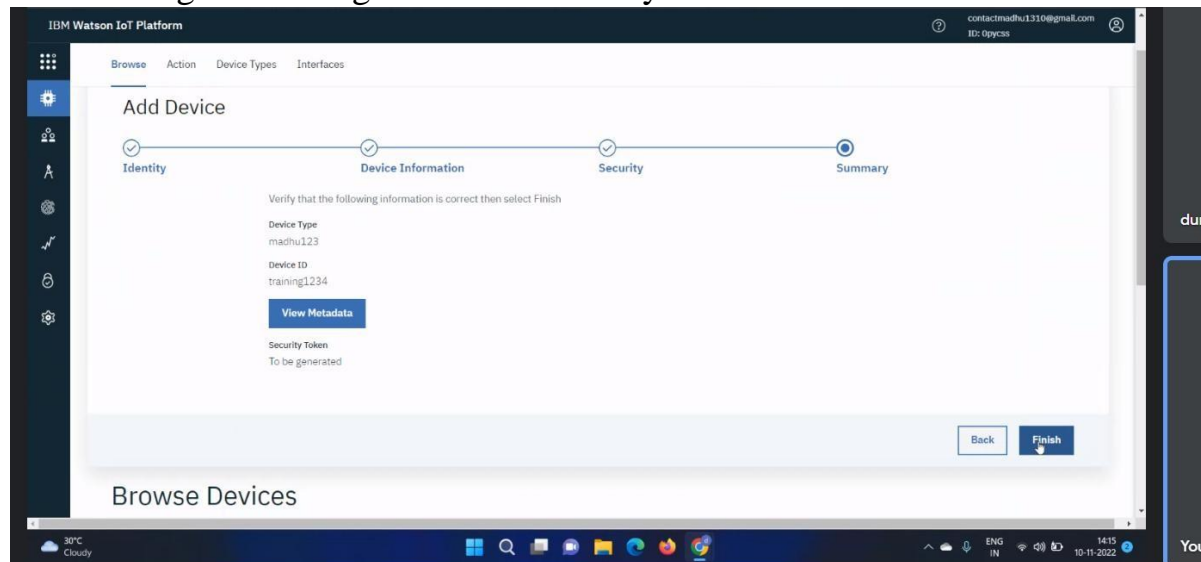 IBM Watson IoT Platform
contactmadhu1310@gmail.com
ID: 0pycss
Browse Action Device Types Interfaces
Add Device
Identity Device Information Security Summary
Verify that the following information is correct then select Finish
Device Type
madhu123
Device ID
training1234
View Metadata
Security Token
To be generated
Back Finish
Browse Devices
30°C
Cloudy
ENG
IN
14:15
10-11-2022
2